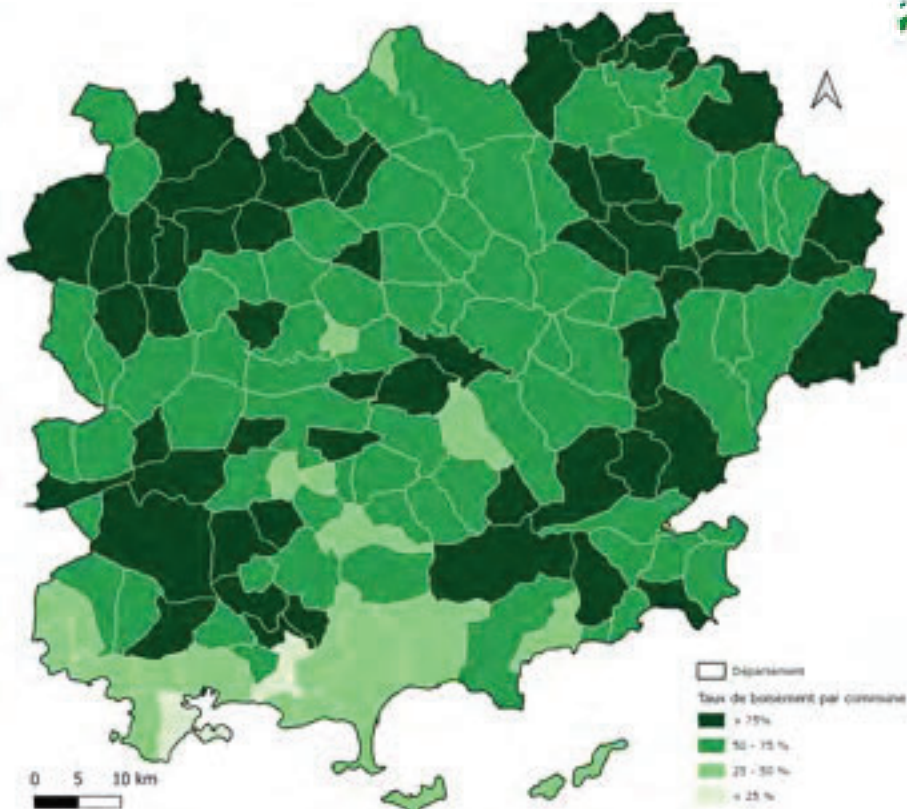 Département
Taux de boisement par commune
> 75%
50 - 75 %
25 - 50 %
< 25 %
0 5 10 km